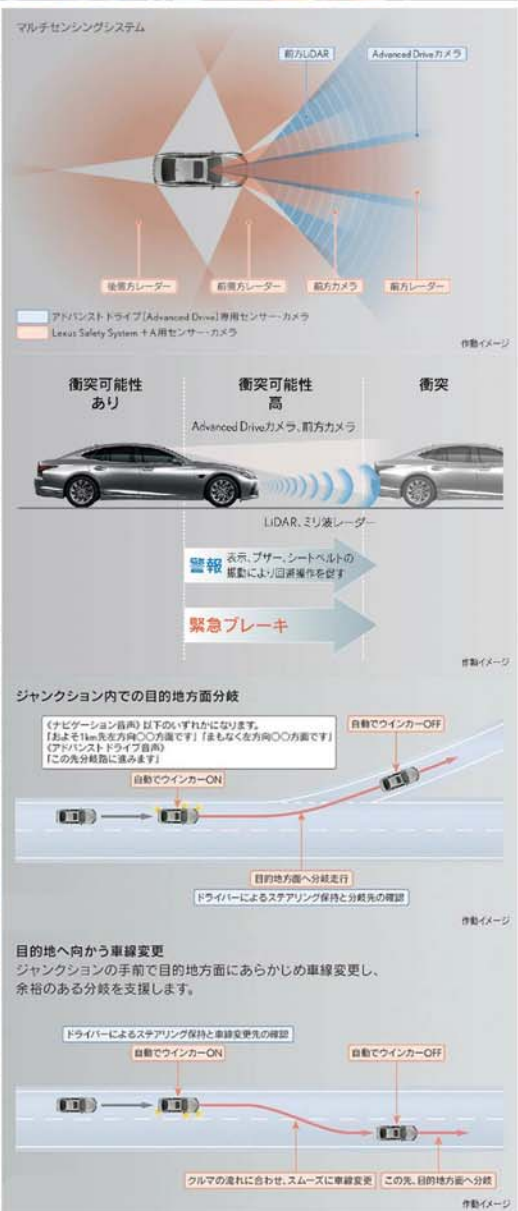 マルチセンシングシステム
前方LiDAR
Advanced Driveカメラ
後側方レーダー
前側方レーダー
前方カメラ
前方レーダー
アドバンスト ドライブ[Advanced Drive]専用センサー・カメラ
Lexus Safety System +A用センサー・カメラ
作動イメージ
衝突可能性
あり
衝突可能性
高
衝突
Advanced Driveカメラ、前方カメラ
LiDAR、ミリ波レーダー
警報
表示、ブザー、シートベルトの
振動により回避操作を促す
緊急ブレーキ
作動イメージ
ジャンクション内での目的地方面分岐
《ナビゲーション音声》以下のいずれかになります。
「およそ1km先左方向○○方面です」「まもなく左方向○○方面です」
《アドバンスト ドライブ音声》
「この先分岐路に進みます」
自動でウインカーOFF
自動でウインカーON
目的地方面へ分岐走行
ドライバーによるステアリング保持と分岐先の確認
作動イメージ
目的地へ向かう車線変更
ジャンクションの手前で目的地方面にあらかじめ車線変更し、
余裕のある分岐を支援します。
ドライバーによるステアリング保持と車線変更先の確認
自動でウインカーON
自動でウインカーOFF
クルマの流れに合わせ、スムーズに車線変更
この先、目的地方面へ分岐
作動イメージ